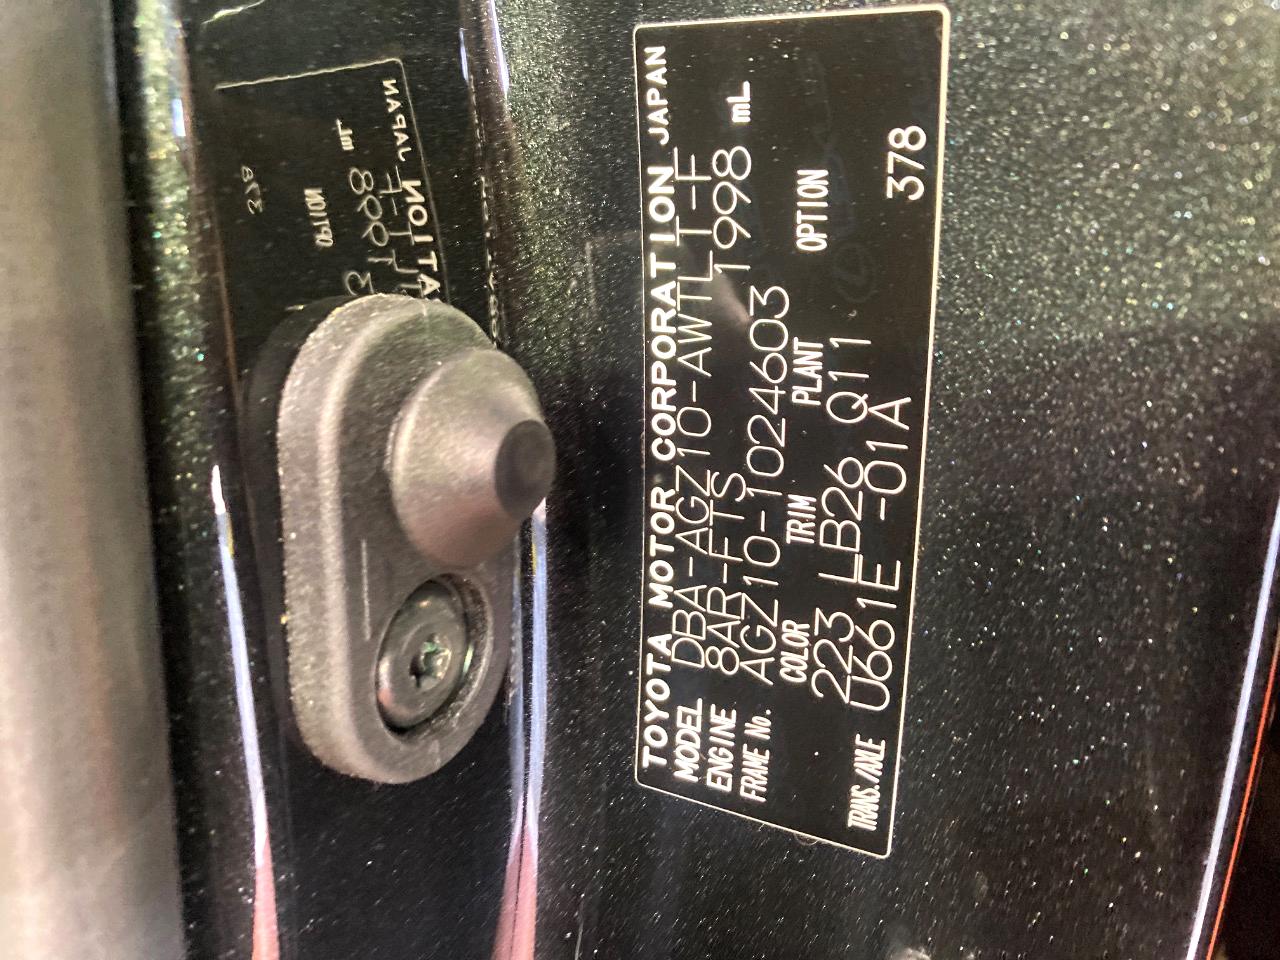 TOYOTA MOTOR CORPORATION JAPAN
MODEL DBA-AGZ10-AWTLT-F
ENGINE 8AR-FTS 1998 mL
FRAME No. AGZ10-1024603
COLOR TRIM PLANT OPTION
223 LB26 Q11
TRANS./AXLE U661E -01A 378